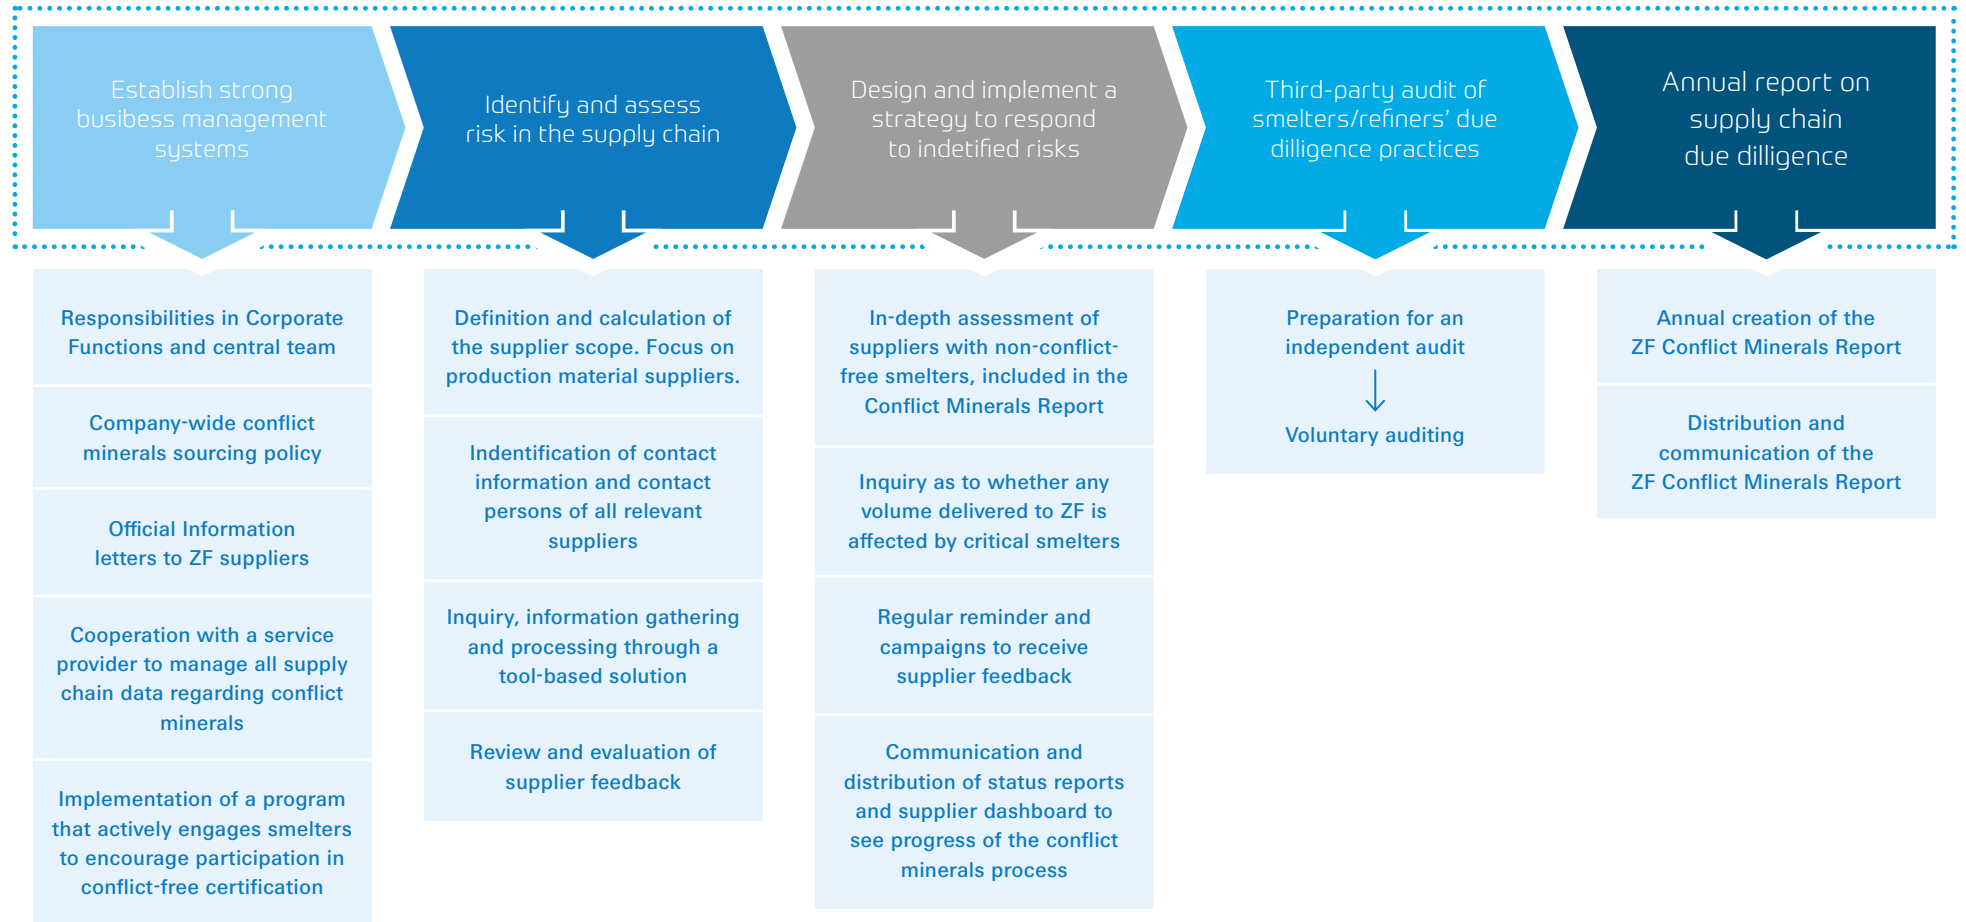 Establish strong
busibess management
systems
Identify and assess
risk in the supply chain
Design and implement a
strategy to respond
to indetified risks
Third-party audit of
smelters/refiners’ due
dilligence practices
Annual report on
supply chain
due dilligence
Responsibilities in Corporate
Functions and central team
Company-wide conflict
minerals sourcing policy
Official Information
letters to ZF suppliers
Cooperation with a service
provider to manage all supply
chain data regarding conflict
minerals
Implementation of a program
that actively engages smelters
to encourage participation in
conflict-free certification
Definition and calculation of
the supplier scope. Focus on
production material suppliers.
Indentification of contact
information and contact
persons of all relevant
suppliers
Inquiry, information gathering
and processing through a
tool-based solution
Review and evaluation of
supplier feedback
In-depth assessment of
suppliers with non-conflict-
free smelters, included in the
Conflict Minerals Report
Inquiry as to whether any
volume delivered to ZF is
affected by critical smelters
Regular reminder and
campaigns to receive
supplier feedback
Communication and
distribution of status reports
and supplier dashboard to
see progress of the conflict
minerals process
Preparation for an
independent audit
Voluntary auditing
Annual creation of the
ZF Conflict Minerals Report
Distribution and
communication of the
ZF Conflict Minerals Report